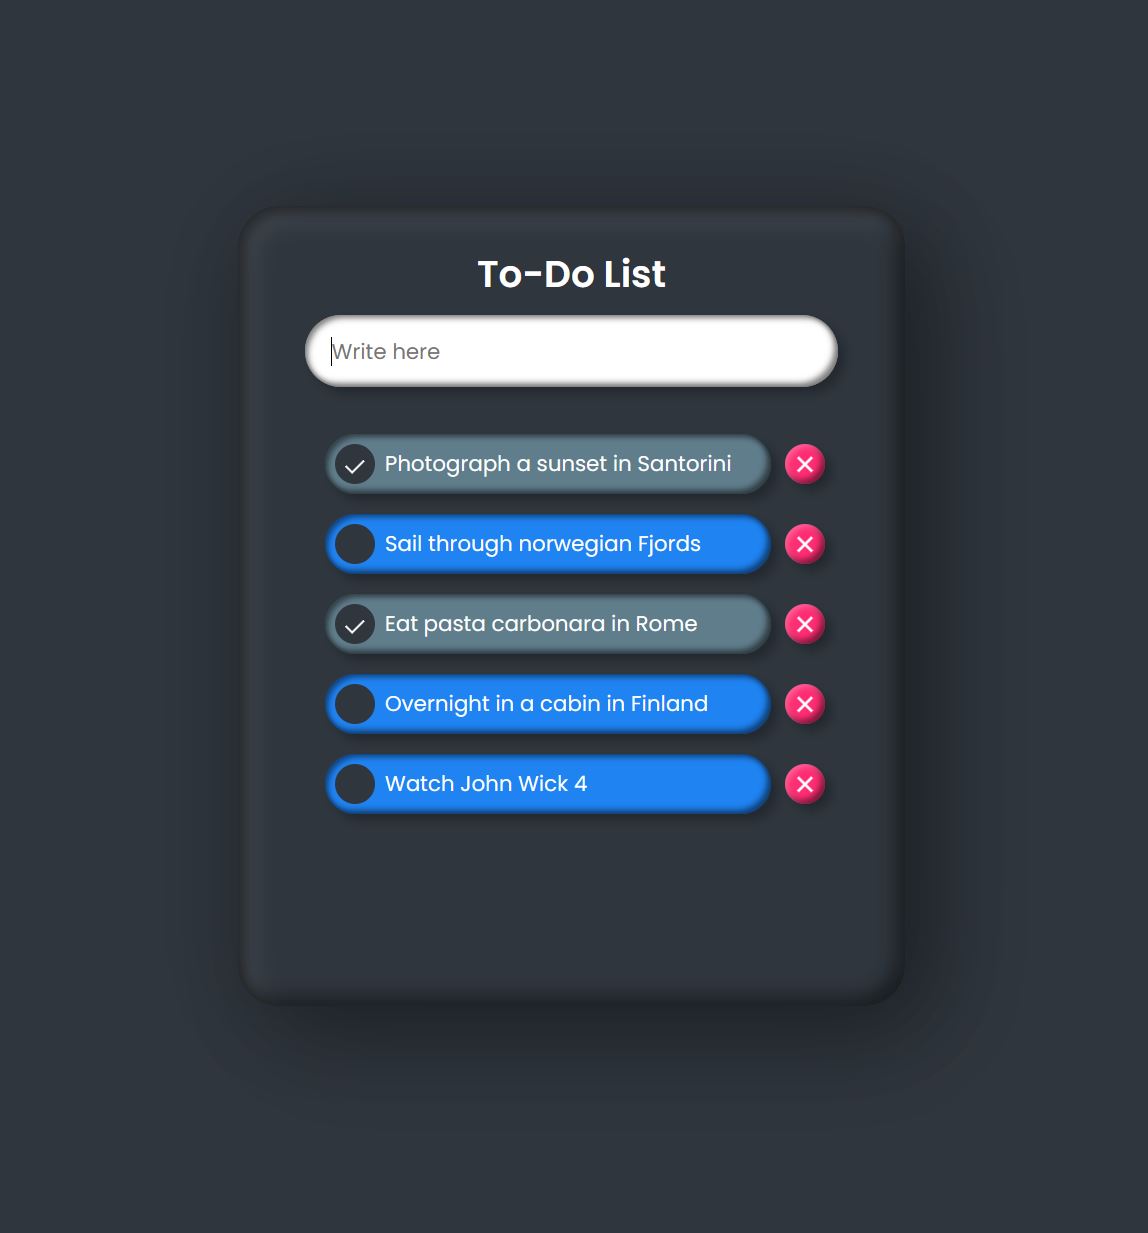 To-Do List
Write here
Photograph a sunset in Santorini
Sail through norwegian Fjords
Eat pasta carbonara in Rome
Overnight in a cabin in Finland
Watch John Wick 4